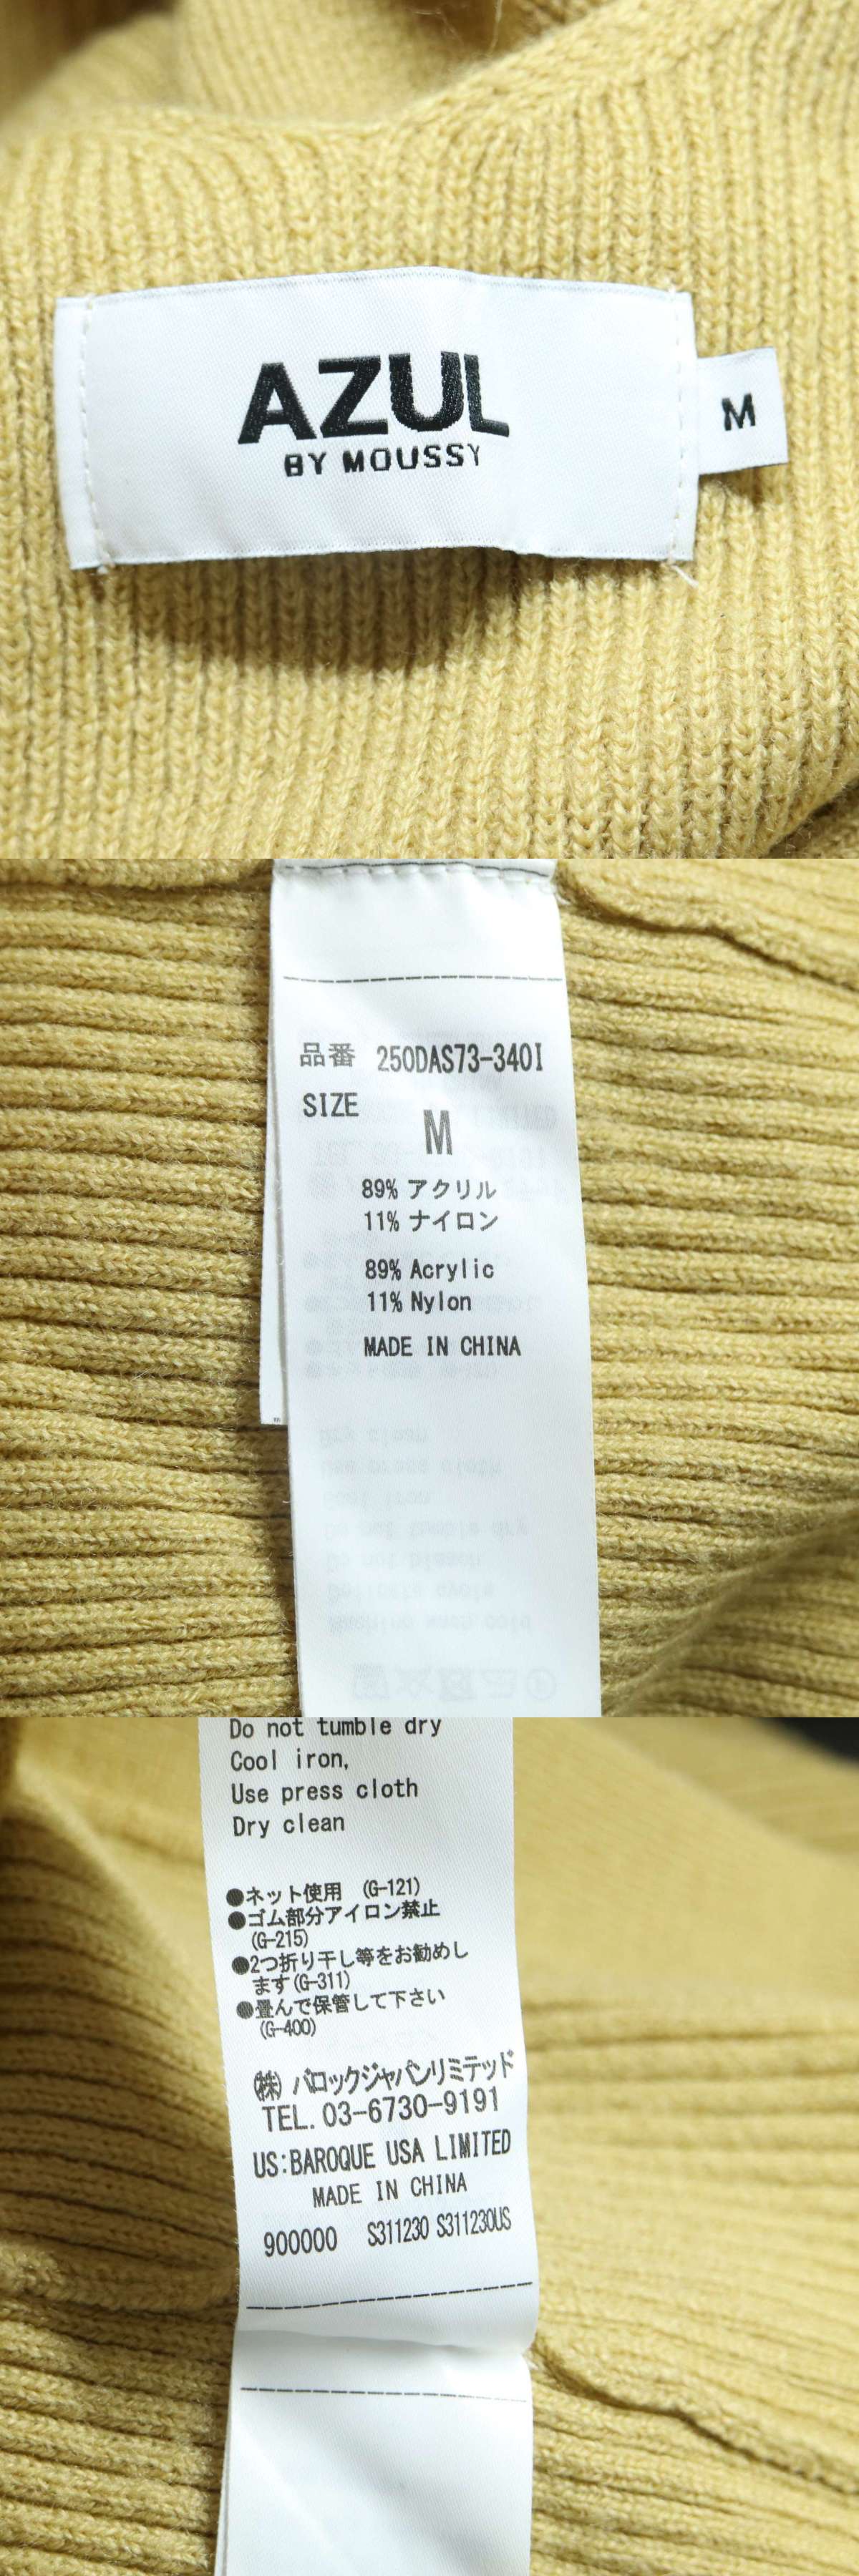 AZUL
BY MOUSSY
M
品番 250DAS73-340I
SIZE
M
89% アクリル
11% ナイロン
89% Acrylic
11% Nylon
MADE IN CHINA
Do not tumble dry
Cool iron,
Use press cloth
Dry clean
●ネット使用 (G-121)
●ゴム部分アイロン禁止
(G-215)
●2つ折り干し等をお勧めし
ます(G-311)
●畳んで保管して下さい
(G-400)
㈱ バロックジャパンリミテッド
TEL. 03-6730-9191
US:BAROQUE USA LIMITED
MADE IN CHINA
900000 S311230 S311230US